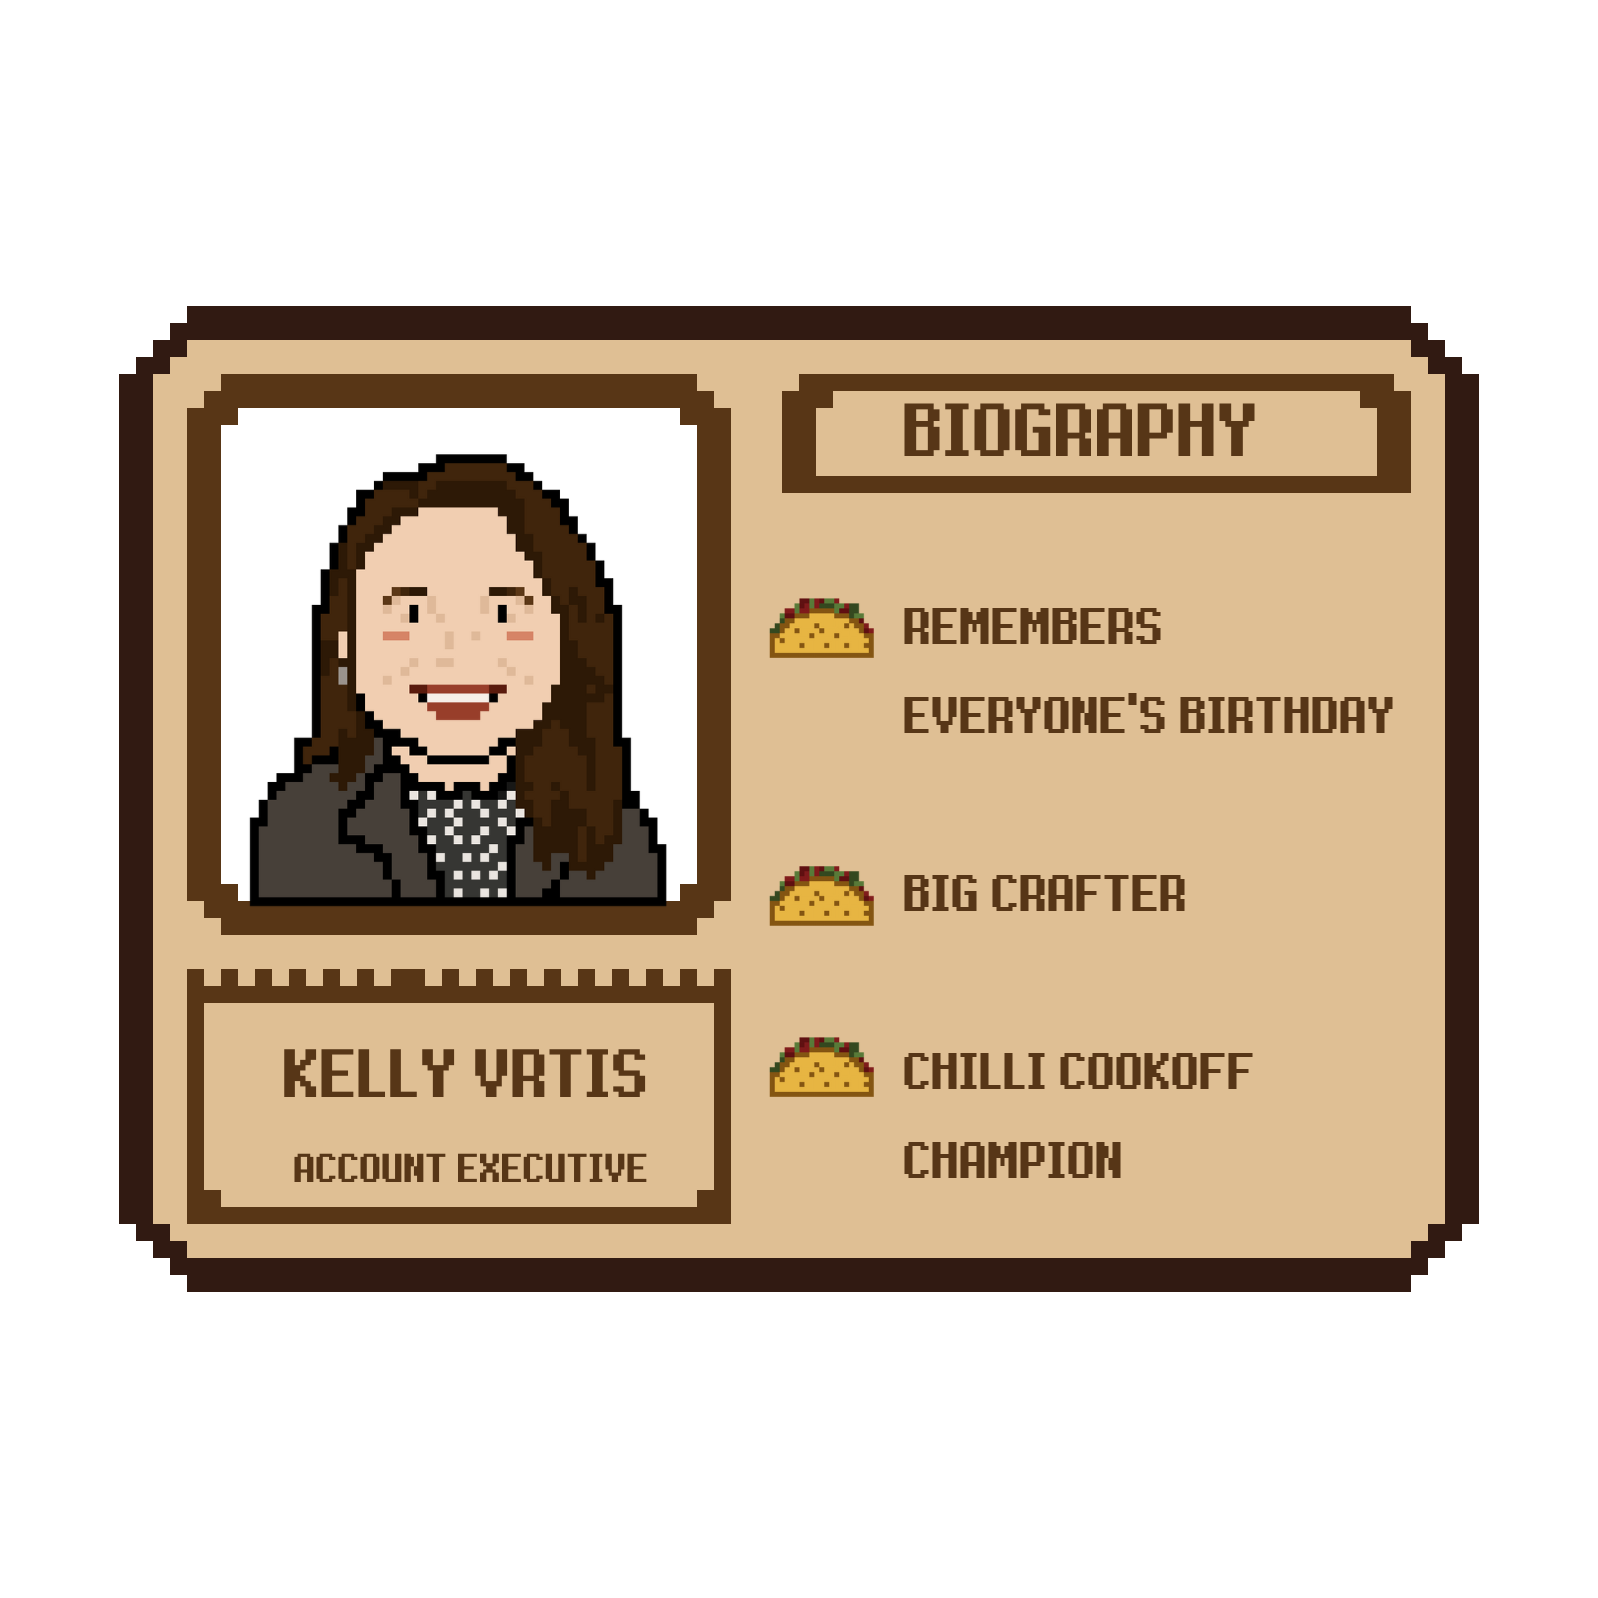 BIOGRAPHY
REMEMBERS
EVERYONE'S BIRTHDAY
BIG CRAFTER
CHILLI COOKOFF
CHAMPION
KELLY VRTIS
ACCOUNT EXECUTIVE